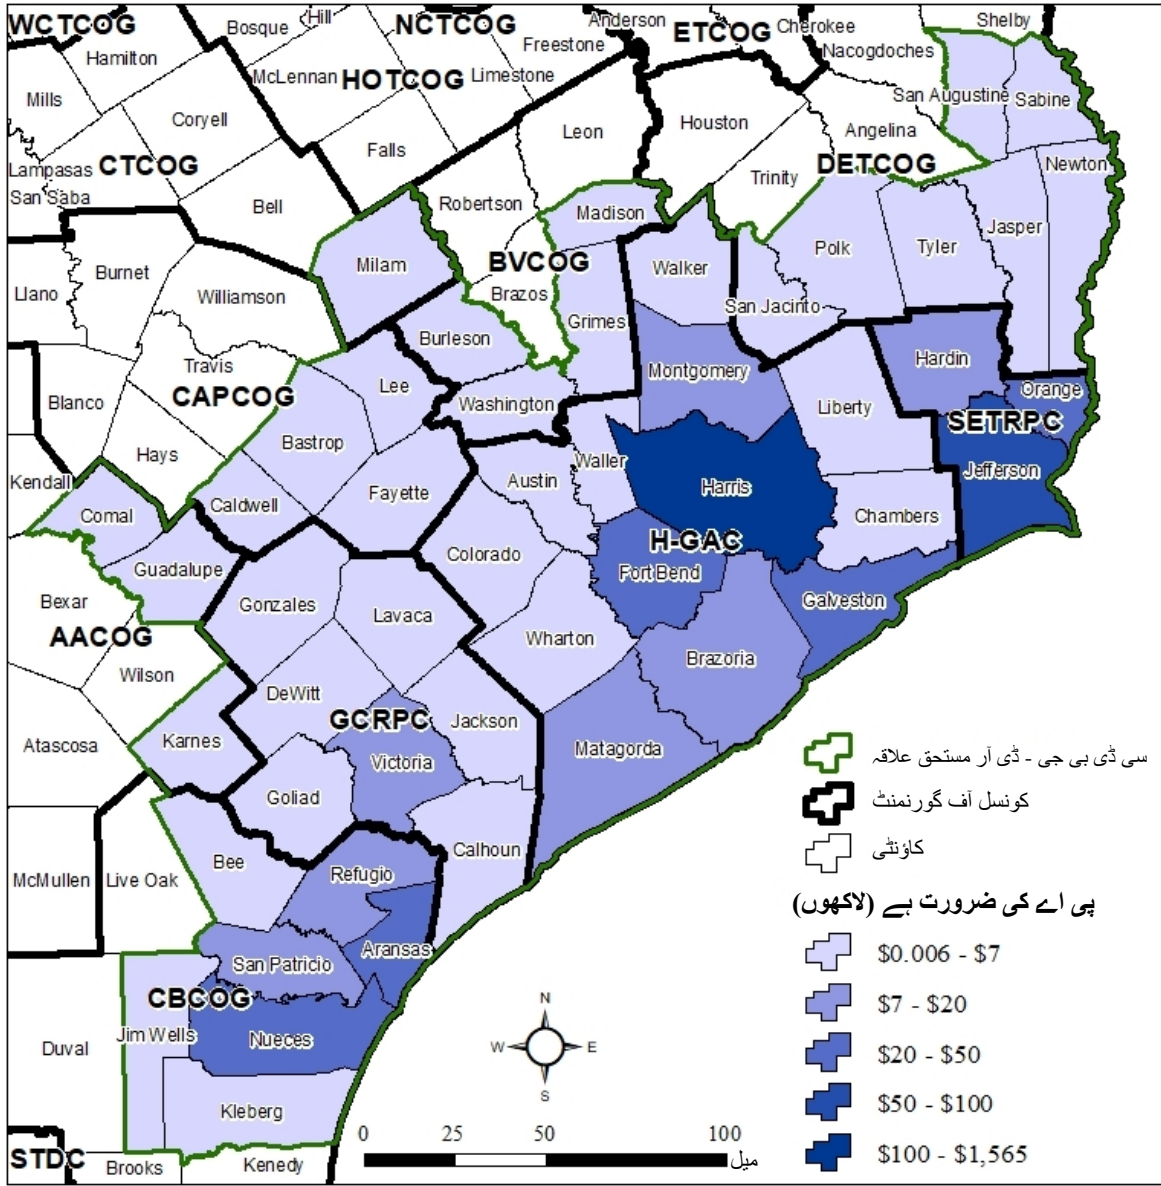 WCTCOG
Hill
Bosque
NCTCOG
Anderson
Cherokee
Shelby
Hamilton
Freestone
ETCOG
Nacogdoches
McLennan
HOTCOG
Limestone
San Augustine
Sabine
Mills
Coryell
Leon
Houston
Angelina
Falls
Lampasas
CTCOG
DETCOG
Newton
San Saba
Trinity
Bell
Robertson
Madison
Jasper
Polk
Tyler
Milam
BVCOG
Walker
Burnet
Llano
Williamson
Brazos
San Jacinto
Grimes
Burleson
Hardin
Travis
Montgomery
Lee
Orange
Blanco
CAPCOG
Washington
Liberty
SETRPC
Bastrop
Hays
Waller
Jefferson
Kendall
Austin
Harris
Fayette
Caldwell
Comal
Chambers
H-GAC
Colorado
Guadalupe
Fort Bend
Bexar
Gonzales
Galveston
Lavaca
AACOG
Wharton
Brazoria
Wilson
DeWitt
GCRPC
Jackson
Atascosa
Karnes
Matagorda
Victoria
Goliad
Calhoun
Bee
McMullen
Live Oak
Refugio
Aransas
San Patricio
CBCOG
Jim Wells
Nueces
Duval
Kleberg
STDC
Brooks
Kenedy
سی ڈی بی جی - ڈی آر مستحق علاقہ
کونسل آف گورنمنٹ
کاؤنٹی
پی اے کی ضرورت ہے (لاکھوں)
$0.006 - $7
$7 - $20
$20 - $50
$50 - $100
$100 - $1,565
N
W E
S
0 25 50 100
میل